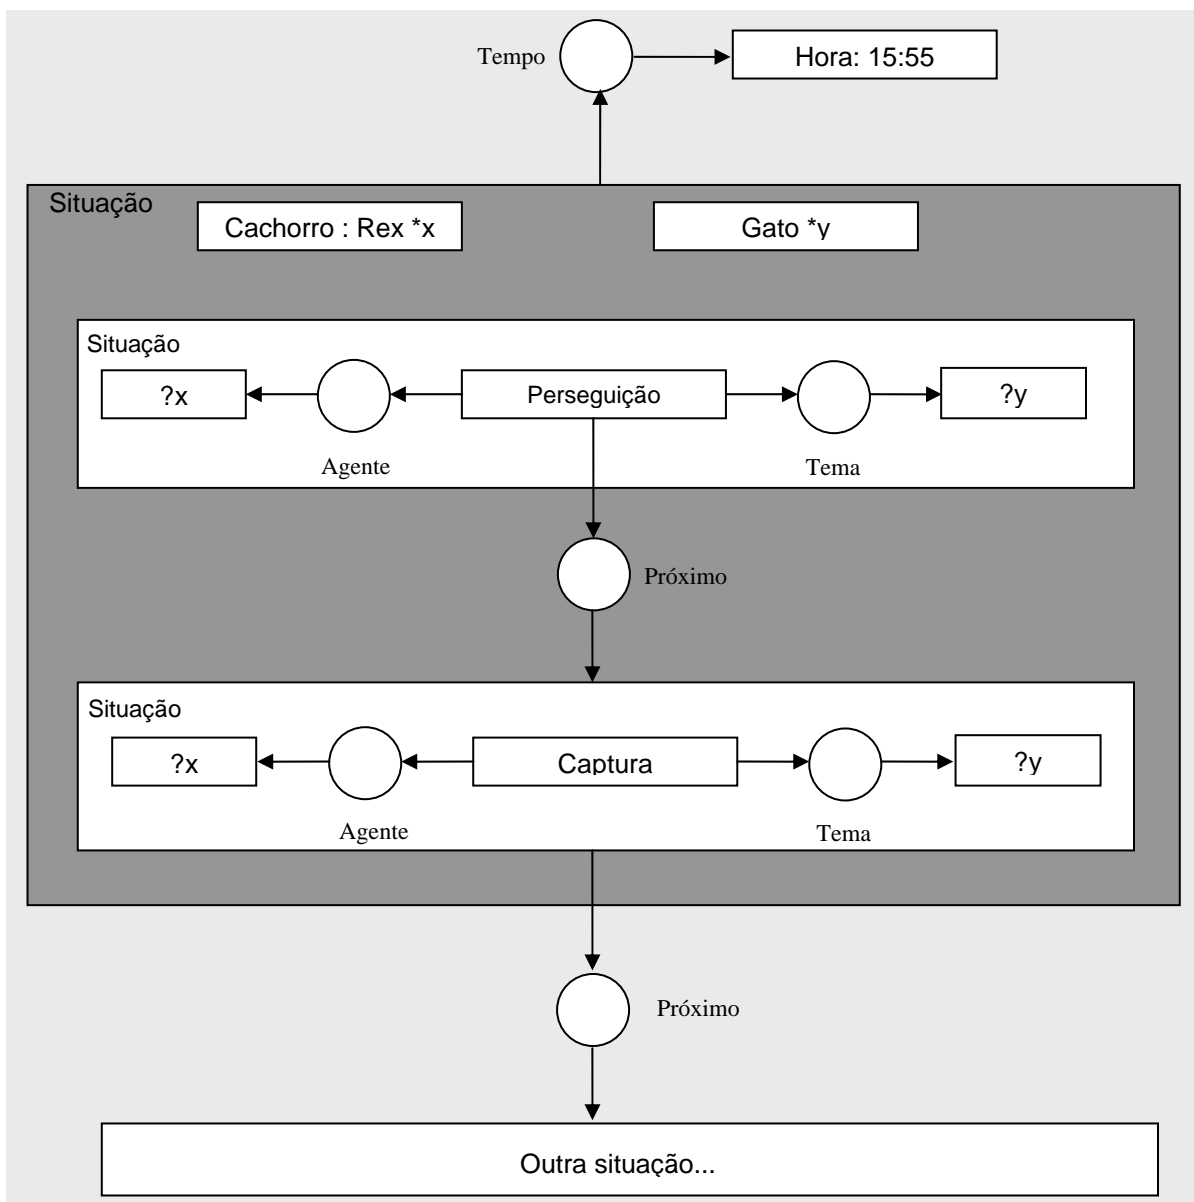 Tempo
Hora: 15:55
Situação
Cachorro : Rex *x
Gato *y
Situação
?x
Perseguição
?y
Agente
Tema
Próximo
Situação
?x
Captura
?y
Agente
Tema
Próximo
Outra situação...